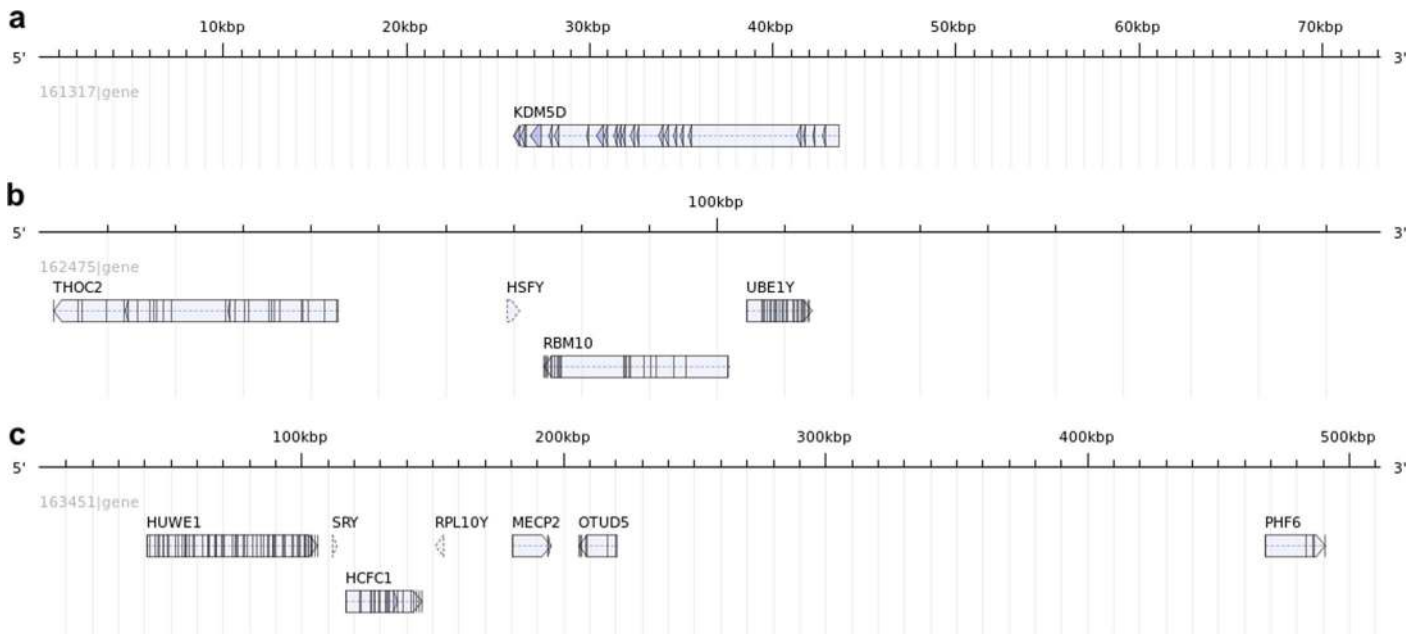 a
10kbp 20kbp 30kbp 40kbp 50kbp 60kbp 70kbp
5' 3'
161317|gene
KDM5D
b
100kbp
5' 3'
162475|gene
THOC2 HSFY UBE1Y
RBM10
c
100kbp 200kbp 300kbp 400kbp 500kbp
5' 3'
163451|gene
HUWE1 SRY RPL10Y MECP2 OTUD5 PHF6
HCFC1